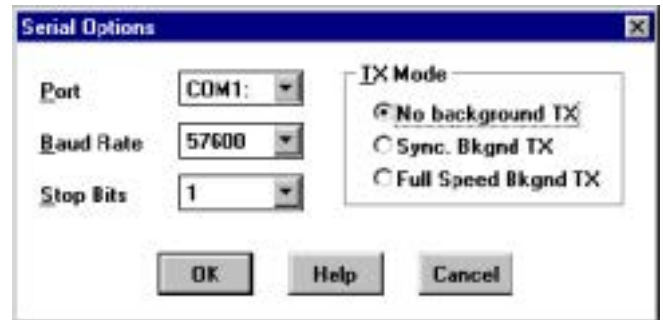 Serial Options
Port
COM1:
Baud Rate
57600
Stop Bits
1
TX Mode
No background TX
Sync. Bkgnd TX
Full Speed Bkgnd TX
OK
Help
Cancel